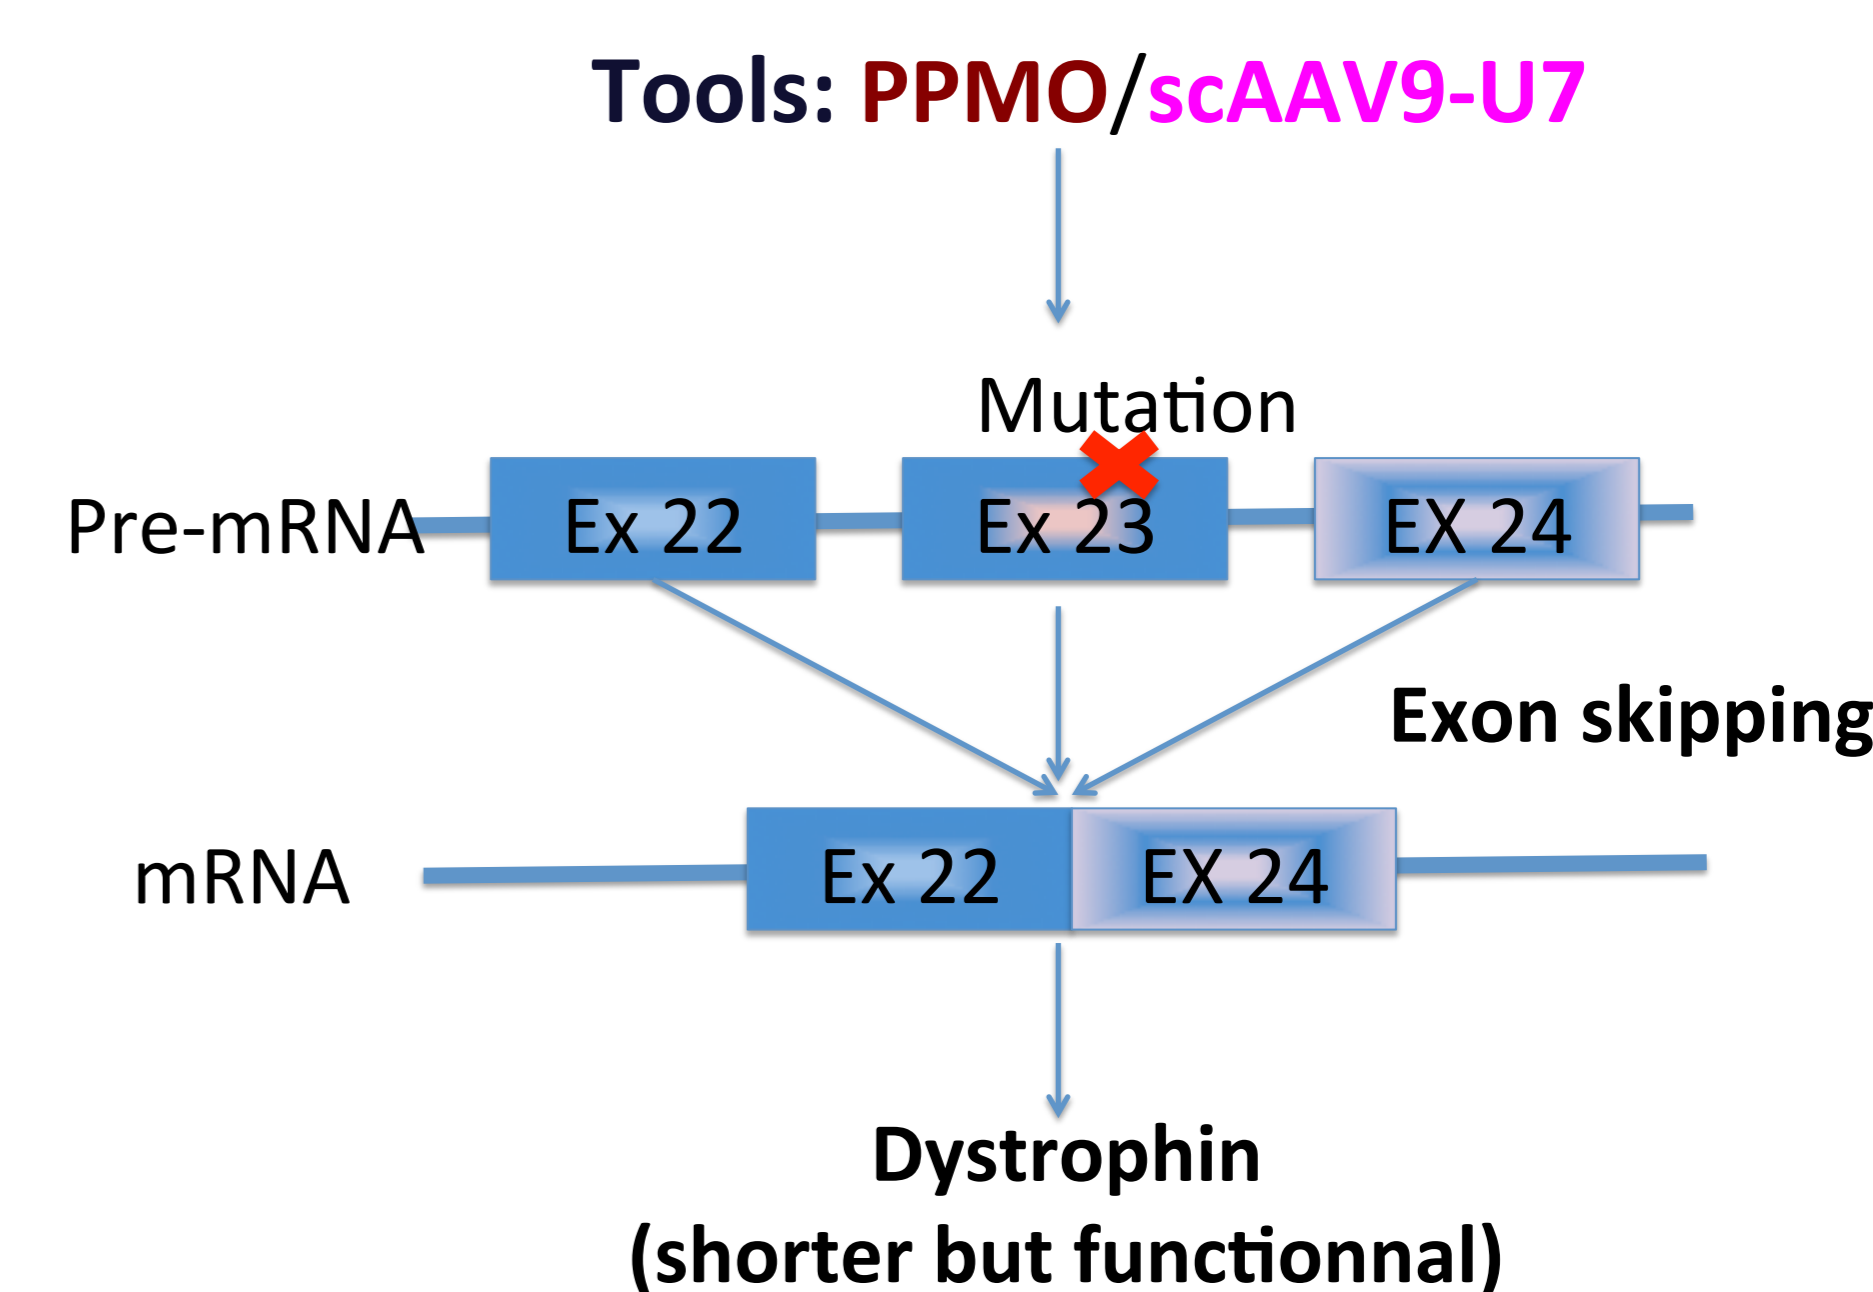 Tools: PPMO/scAAV9-U7
Mutation
Pre-mRNA Ex 22 Ex 23 EX 24
Exon skipping
mRNA Ex 22 EX 24
Dystrophin
(shorter but functionnal)